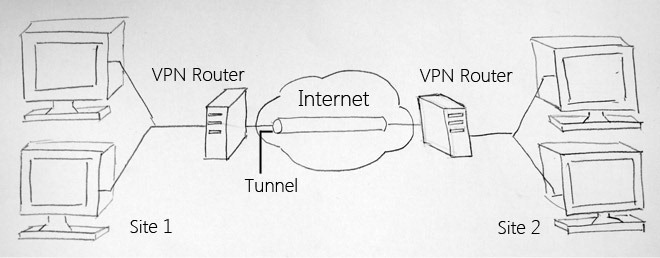 VPN Router
Internet
VPN Router
Tunnel
Site 1
Site 2